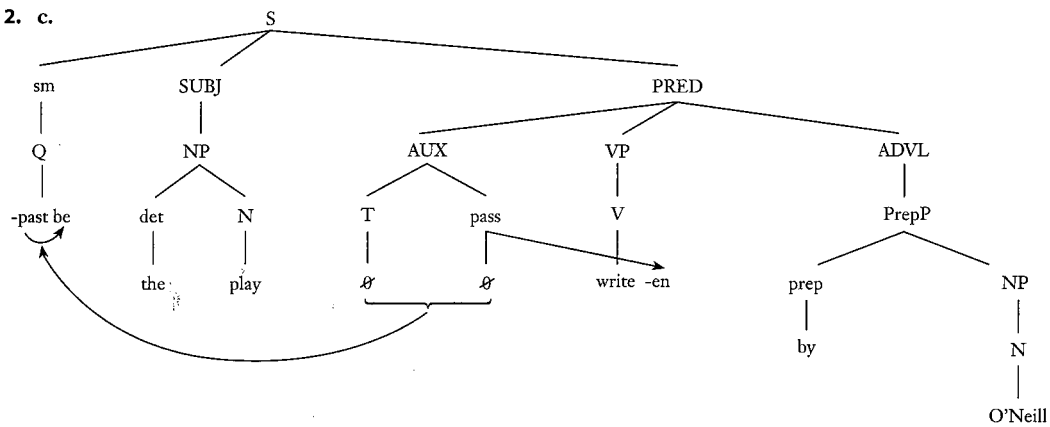 2. c. S
sm SUBJ PRED
Q NP AUX VP ADVL
-past be det N T pass V PrepP
the play ∅ ∅ write -en prep NP
by N
O'Neill